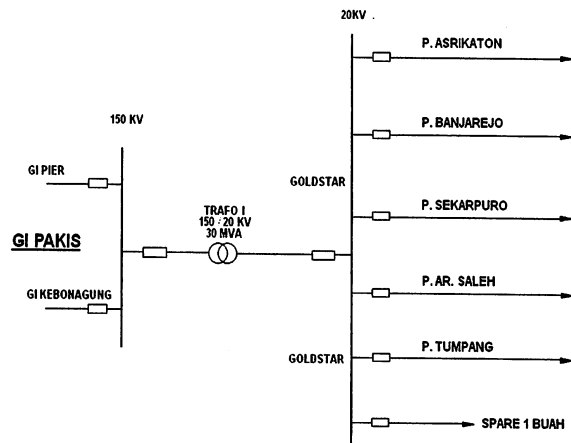 20KV .
P. ASRIKATON
150 KV
P. BANJAREJO
GI PIER
GOLDSTAR
TRAFO I
150 / 20 KV
30 MVA
P. SEKARPURO
GI PAKIS
GI KEBONAGUNG
P. AR. SALEH
GOLDSTAR
P. TUMPANG
SPARE 1 BUAH